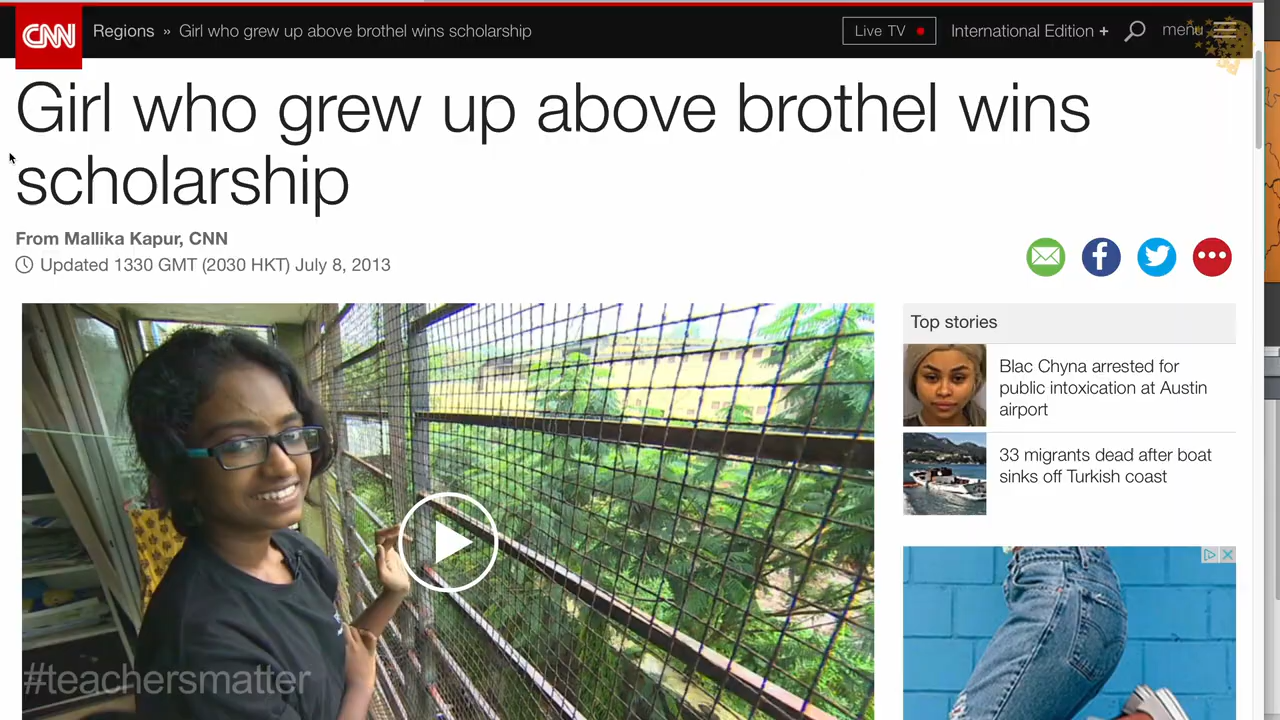 CNN Regions » Girl who grew up above brothel wins scholarship Live TV International Edition + menu
Girl who grew up above brothel wins
scholarship
From Mallika Kapur, CNN
Updated 1330 GMT (2030 HKT) July 8, 2013
Top stories
Blac Chyna arrested for
public intoxication at Austin
airport
33 migrants dead after boat
sinks off Turkish coast
#teachersmatter